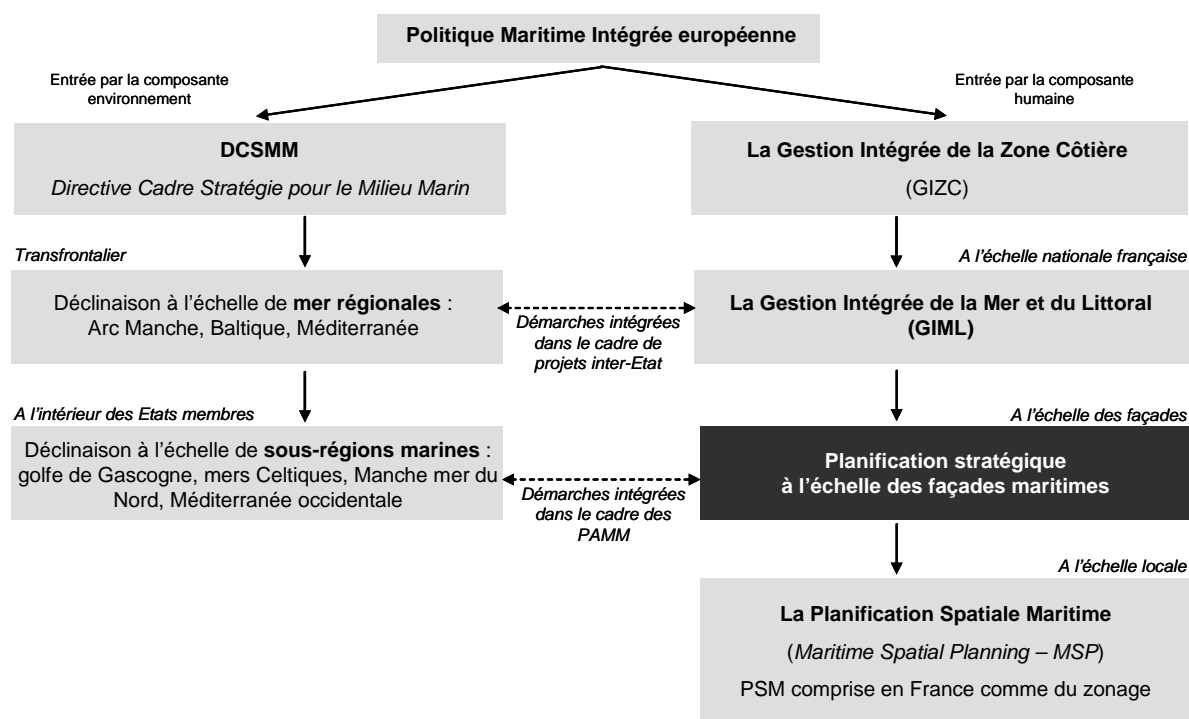 Politique Maritime Intégrée européenne
Entrée par la composante
environnement
Entrée par la composante
humaine
DCSMM
Directive Cadre Stratégie pour le Milieu Marin
La Gestion Intégrée de la Zone Côtière
(GIZC)
Transfrontalier
A l'échelle nationale française
Déclinaison à l'échelle de mer régionales :
Arc Manche, Baltique, Méditerranée
Démarches intégrées
dans le cadre de
projets inter-Etat
La Gestion Intégrée de la Mer et du Littoral
(GIML)
A l'intérieur des Etats membres
A l'échelle des façades
Déclinaison à l'échelle de sous-régions marines :
golfe de Gascogne, mers Celtiques, Manche mer du
Nord, Méditerranée occidentale
Démarches intégrées
dans le cadre des
PAMM
Planification stratégique
à l'échelle des façades maritimes
A l'échelle locale
La Planification Spatiale Maritime
(Maritime Spatial Planning – MSP)
PSM comprise en France comme du zonage